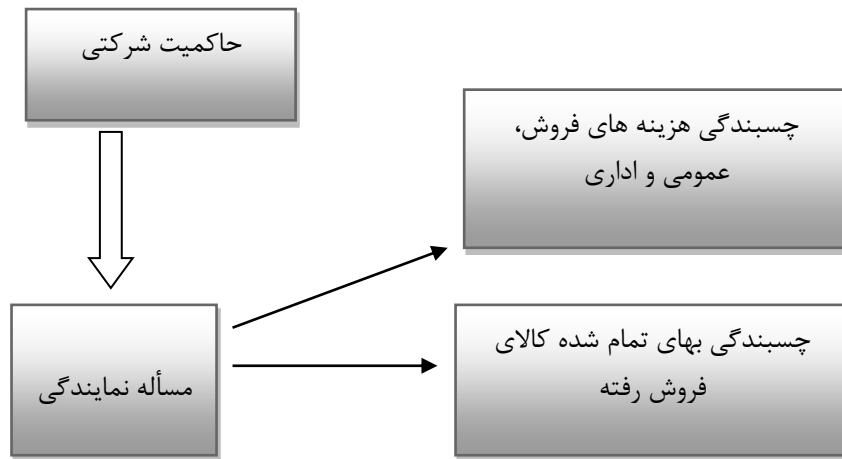 حاکمیت شرکتی
چسبندگی هزینه های فروش،
عمومی و اداری
مسأله نمایندگی
چسبندگی بهای تمام شده کالای
فروش رفته